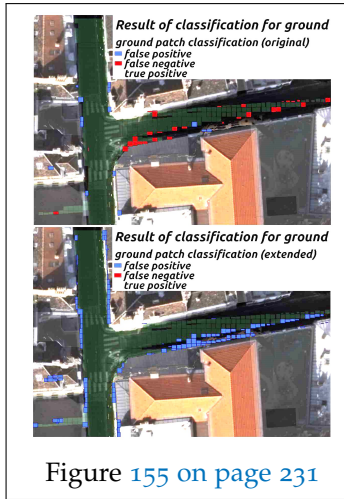 Result of classification for ground
ground patch classification (original)
false positive
false negative
true positive
Result of classification for ground
ground patch classification (extended)
false positive
false negative
true positive
Figure 155 on page 231